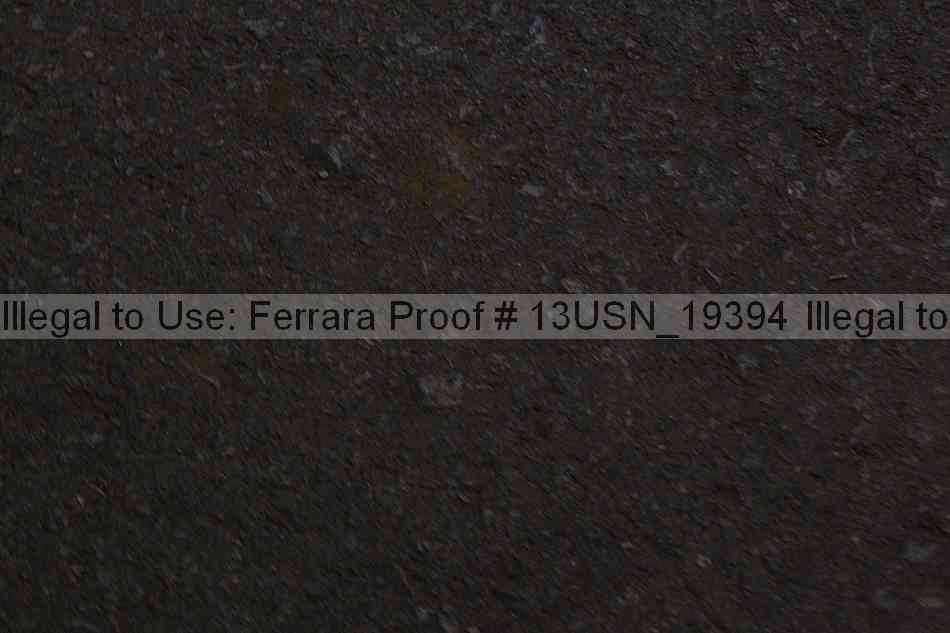 Illegal to Use: Ferrara Proof # 13USN_19394 Illegal to